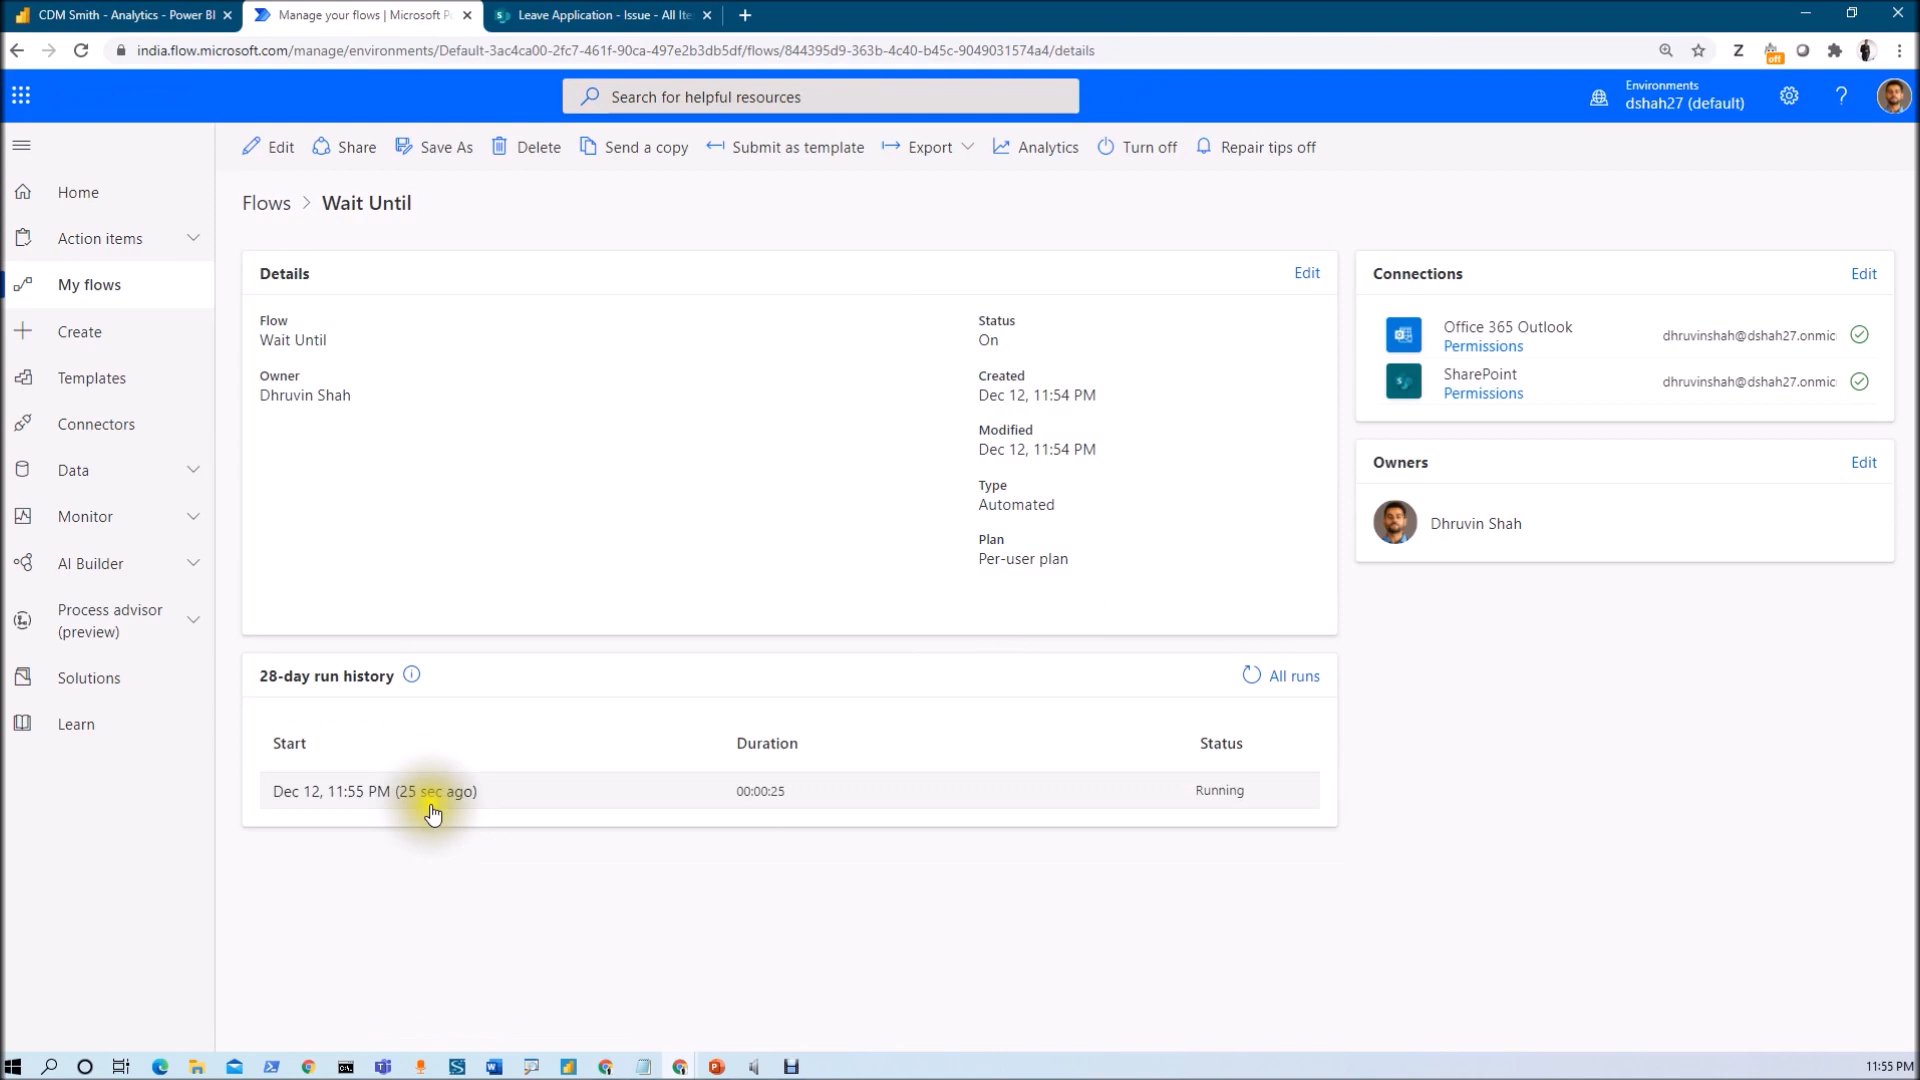 CDM Smith - Analytics - Power BI
Manage your flows | Microsoft Po
Leave Application - Issue - All Ite
india.flow.microsoft.com/manage/environments/Default-3ac4ca00-2fc7-461f-90ca-497e2b3db5df/flows/844395d9-363b-4c40-b45c-9049031574a4/details
Z
off
Search for helpful resources
Environments
dshah27 (default)
Edit
Share
Save As
Delete
Send a copy
Submit as template
Export
Analytics
Turn off
Repair tips off
Home
Action items
My flows
Create
Templates
Connectors
Data
Monitor
AI Builder
Process advisor
(preview)
Solutions
Learn
Flows > Wait Until
Details
Edit
Flow
Wait Until
Owner
Dhruvin Shah
Status
On
Created
Dec 12, 11:54 PM
Modified
Dec 12, 11:54 PM
Type
Automated
Plan
Per-user plan
Connections
Edit
Office 365 Outlook
Permissions
dhruvinshah@dshah27.onmic
SharePoint
Permissions
dhruvinshah@dshah27.onmic
Owners
Edit
Dhruvin Shah
28-day run history
All runs
Start Duration Status
Dec 12, 11:55 PM (25 sec ago) 00:00:25 Running
11:55 PM